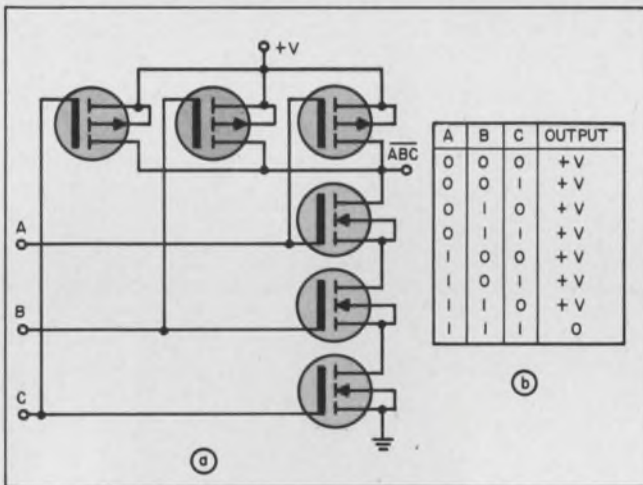 +V
ABC
A
B
C
A B C OUTPUT
0 0 0 +V
0 0 1 +V
0 1 0 +V
0 1 1 +V
1 0 0 +V
1 0 1 +V
1 1 0 +V
1 1 1 0
a
b